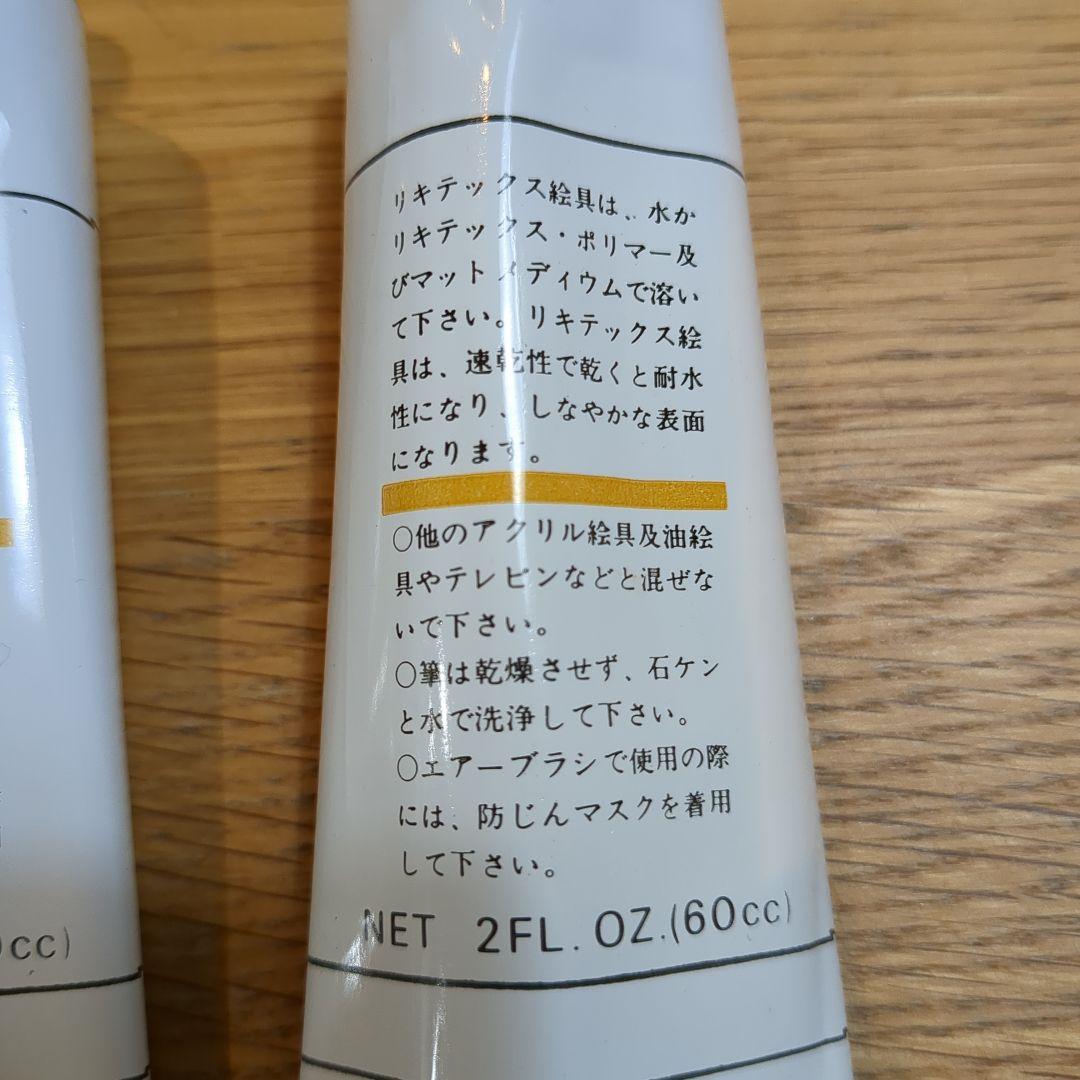 リキテックス絵具は、水か
リキテックス・ポリマー及
びマットメディウムで溶い
て下さい。リキテックス絵
具は、速乾性で乾くと耐水
性になり、しなやかな表面
になります。
○他のアクリル絵具及油絵
具やテレピンなどと混ぜな
いで下さい。
○筆は乾燥させず、石ケン
と水で洗浄して下さい。
○エアーブラシで使用の際
には、防じんマスクを着用
して下さい。
NET 2FL. OZ.(60cc)
cc)